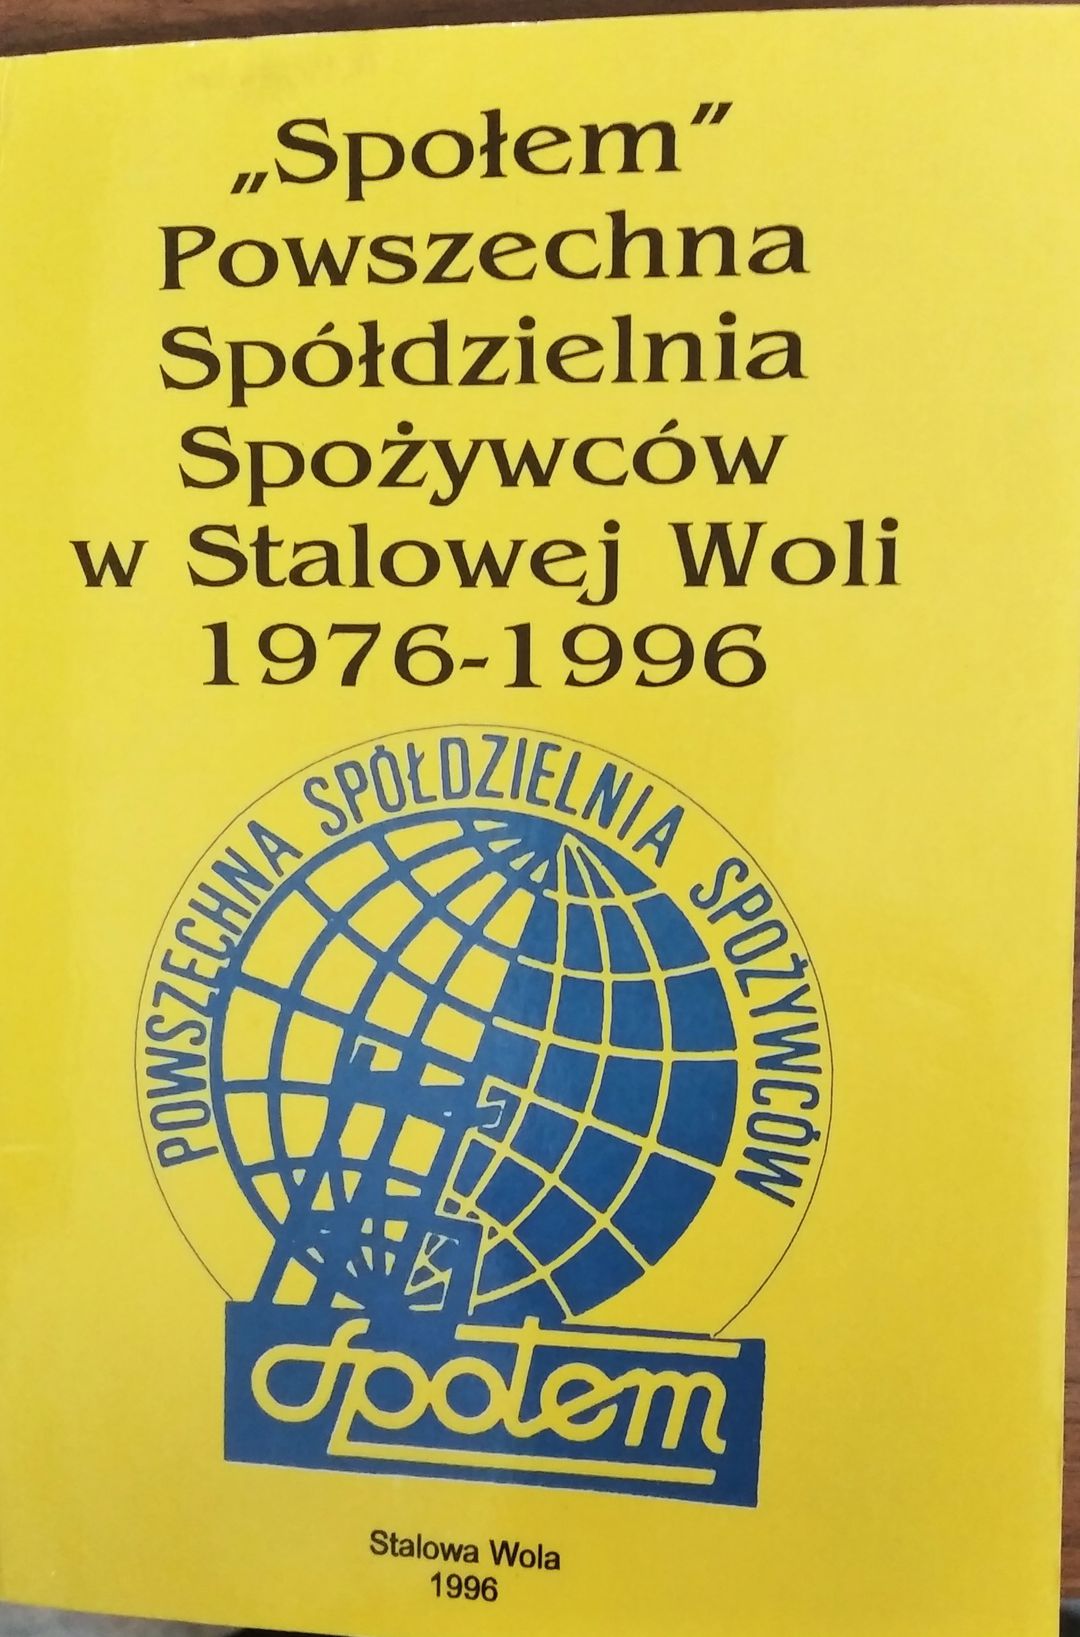 „Społem”
Powszechna
Spółdzielnia
Spożywców
w Stalowej Woli
1976-1996
POWSZECHNA SPÓŁDZIELNIA SPOŻYWCÓW
Społem
Stalowa Wola
1996